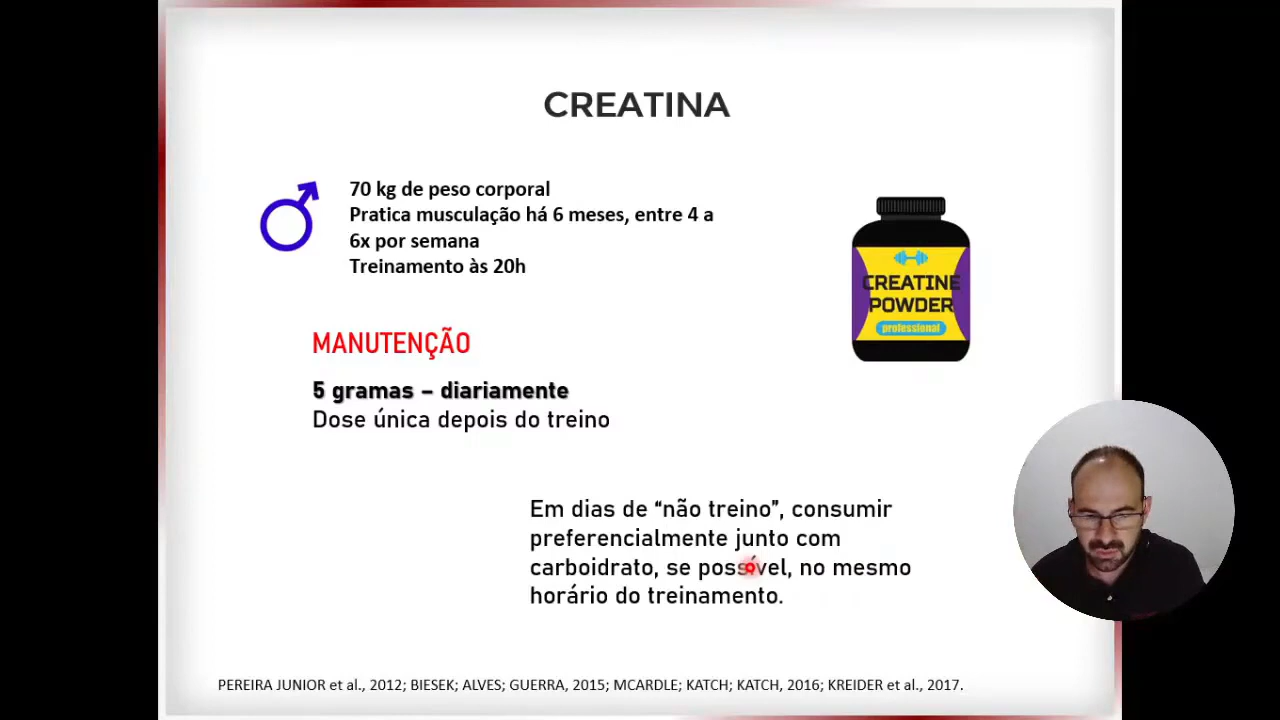 CREATINA
70 kg de peso corporal
Pratica musculação há 6 meses, entre 4 a
6x por semana
Treinamento às 20h
CREATINE
POWDER
professional
MANUTENÇÃO
5 gramas – diariamente
Dose única depois do treino
Em dias de “não treino”, consumir
preferencialmente junto com
carboidrato, se possível, no mesmo
horário do treinamento.
PEREIRA JUNIOR et al., 2012; BIESEK; ALVES; GUERRA, 2015; MCARDLE; KATCH; KATCH, 2016; KREIDER et al., 2017.